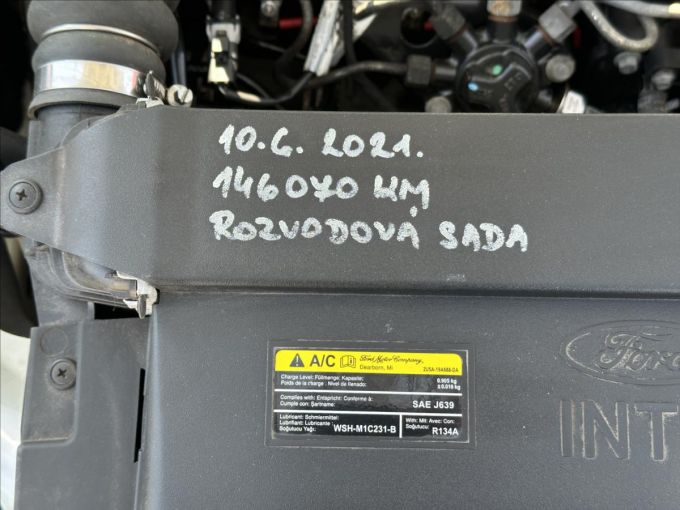 10.6. 2021.
146070 KM
ROZVODOVÁ SADA
A/C Ford Motor Company
Dearborn, Mi
Charge Level: Füllmenge: Kapasite:
Poids de la charge : Nivel de llenado:
0.905 kg
± 0.018 kg
Complies with: Entspricht: Conforme à:
Cumple con: Şartname:
SAE J639
Lubricant: Schmiermittel:
Lubrifiant: Lubricante :
Soğutucu Yağı:
WSH-M1C231-B
With: Mit: Avec: Con:
Soğutucu
R134A
Ford
INT